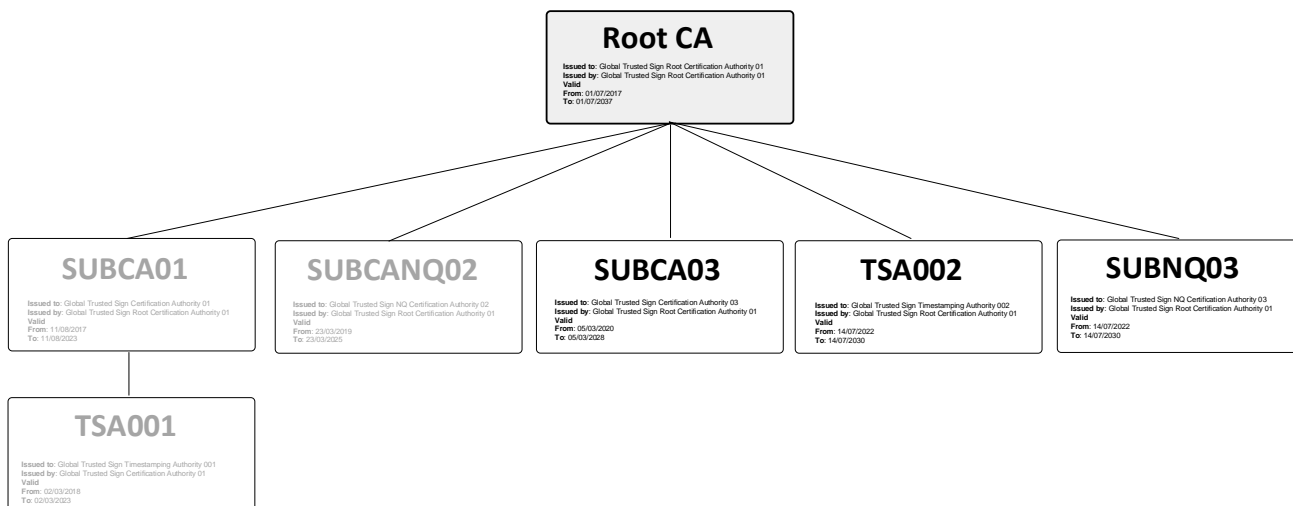 Root CA
Issued to: Global Trusted Sign Root Certification Authority 01
Issued by: Global Trusted Sign Root Certification Authority 01
Valid
From: 01/07/2017
To: 01/07/2037
SUBCA01
Issued to: Global Trusted Sign Certification Authority 01
Issued by: Global Trusted Sign Root Certification Authority 01
Valid
From: 11/08/2017
To: 11/08/2023
SUBCANQ02
Issued to: Global Trusted Sign NQ Certification Authority 02
Issued by: Global Trusted Sign Root Certification Authority 01
Valid
From: 23/03/2019
To: 23/03/2025
SUBCA03
Issued to: Global Trusted Sign Certification Authority 03
Issued by: Global Trusted Sign Root Certification Authority 01
Valid
From: 05/03/2020
To: 05/03/2028
TSA002
Issued to: Global Trusted Sign Timestamping Authority 002
Issued by: Global Trusted Sign Root Certification Authority 01
Valid
From: 14/07/2022
To: 14/07/2030
SUBNQ03
Issued to: Global Trusted Sign NQ Certification Authority 03
Issued by: Global Trusted Sign Root Certification Authority 01
Valid
From: 14/07/2022
To: 14/07/2030
TSA001
Issued to: Global Trusted Sign Timestamping Authority 001
Issued by: Global Trusted Sign Certification Authority 01
Valid
From: 02/03/2018
To: 02/03/2023